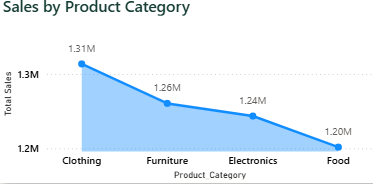 Sales by Product Category
1.31M
1.26M
1.24M
1.20M
1.3M
1.2M
Total Sales
Clothing Furniture Electronics Food
Product_Category